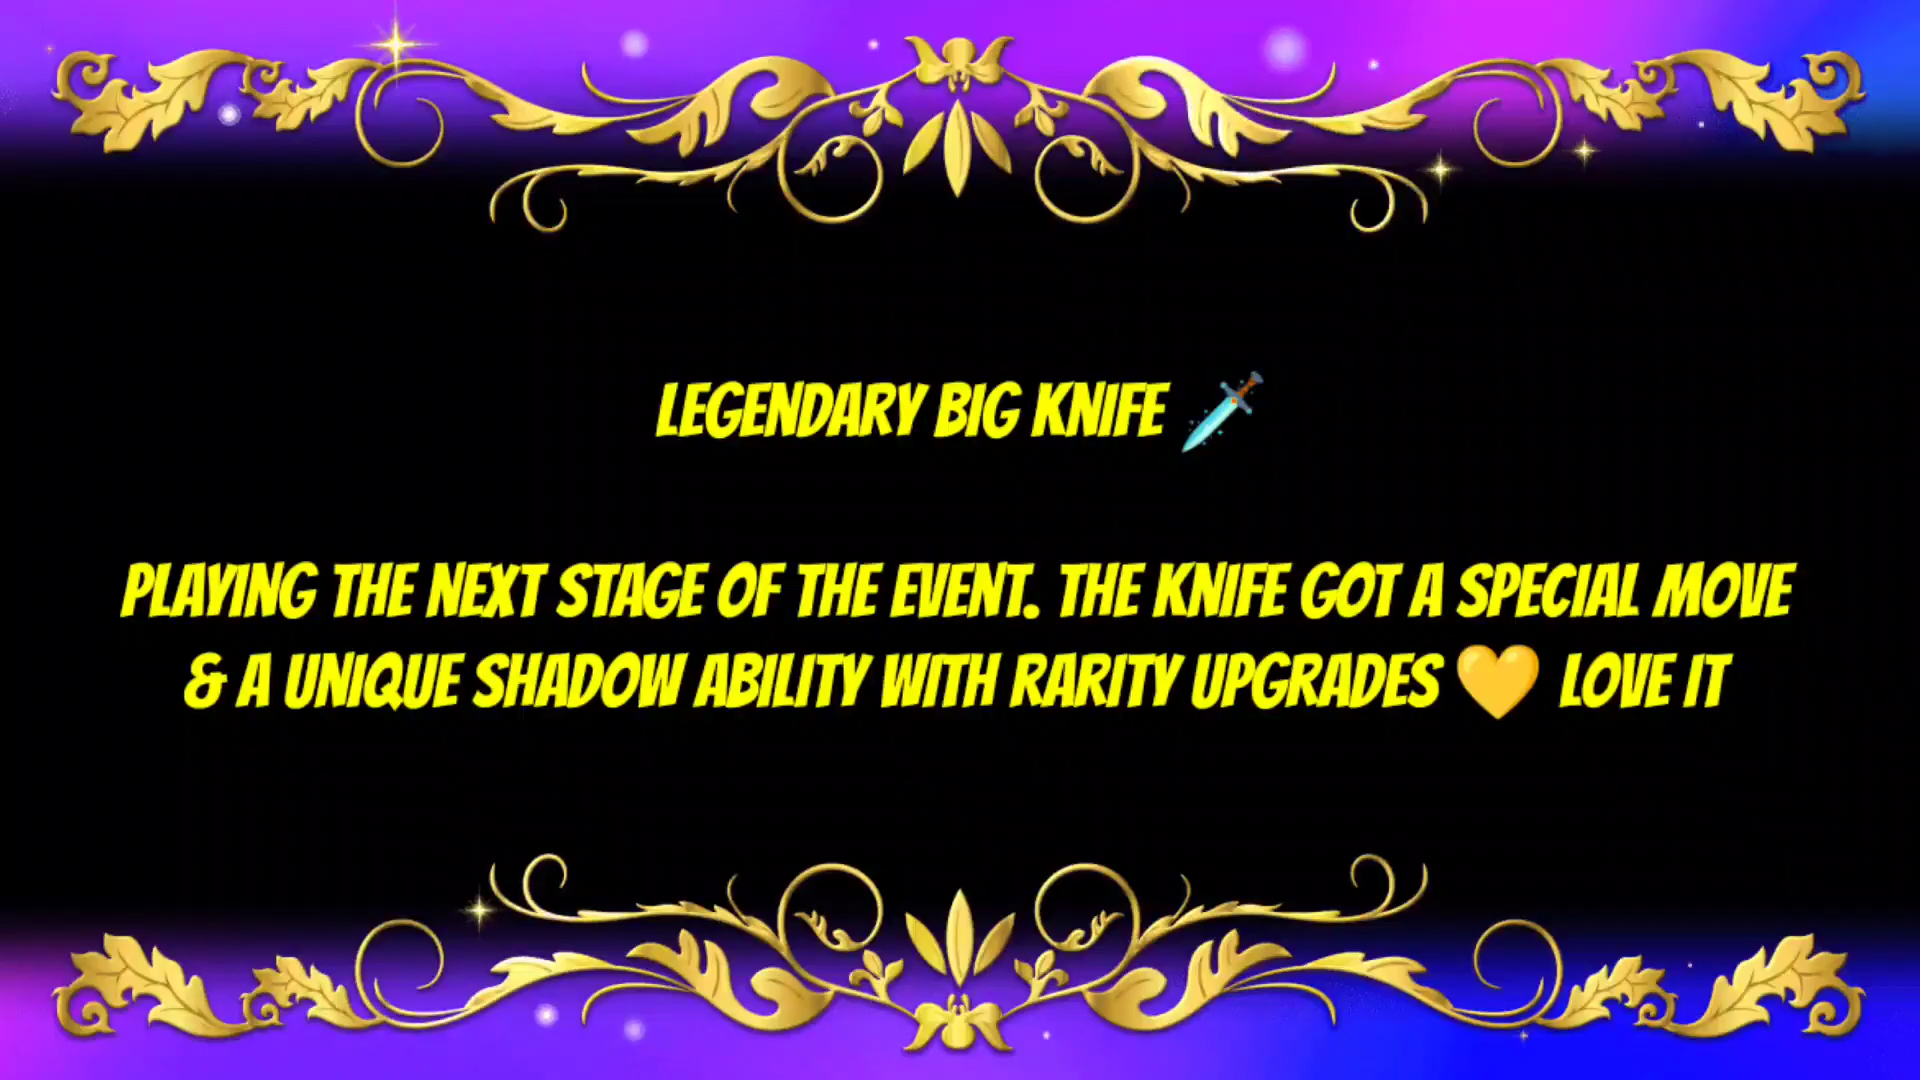 LEGENDARY BIG KNIFE 🗡️
PLAYING THE NEXT STAGE OF THE EVENT. THE KNIFE GOT A SPECIAL MOVE
& A UNIQUE SHADOW ABILITY WITH RARITY UPGRADES 💛 LOVE IT